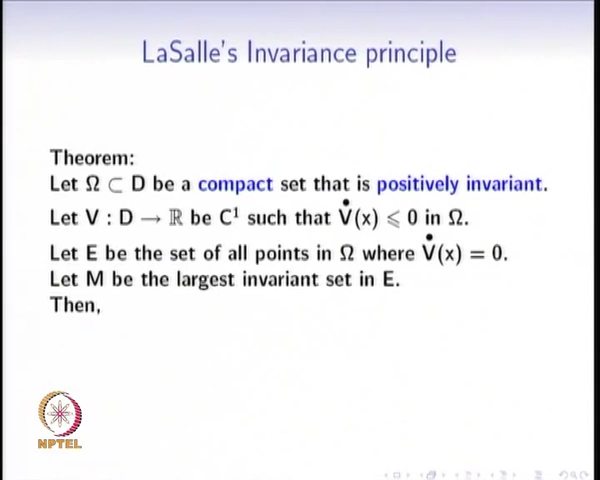 LaSalle's Invariance principle
Theorem:
Let Ω ⊂ D be a compact set that is positively invariant.
Let V : D → ℝ be C¹ such that V̇(x) ⩽ 0 in Ω.
Let E be the set of all points in Ω where V̇(x) = 0.
Let M be the largest invariant set in E.
Then,
NPTEL